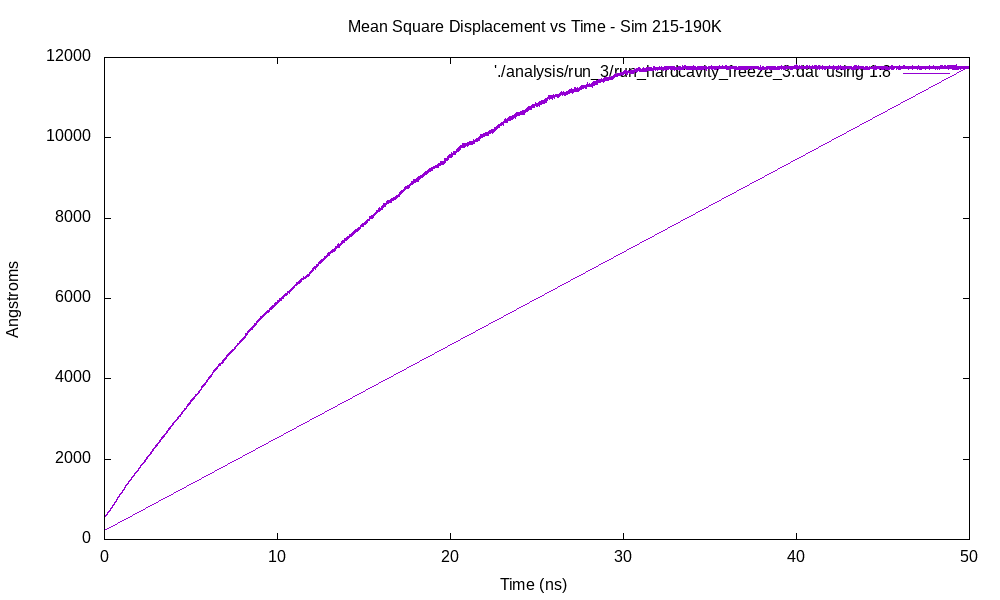 Mean Square Displacement vs Time - Sim 215-190K
12000
'./analysis/run_3/run_hardcavity_freeze_3.dat' using 1:8
10000
8000
6000
Angstroms
4000
2000
0
0 10 20 30 40 50
Time (ns)